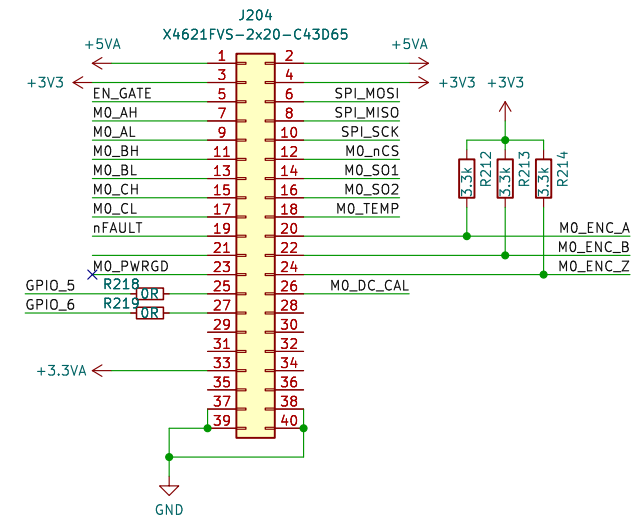 J204
X4621FVS-2x20-C43D65
+5VA 1 2 +5VA
+3V3 3 4 +3V3 +3V3
EN_GATE 5 6 SPI_MOSI
M0_AH 7 8 SPI_MISO
M0_AL 9 10 SPI_SCK
M0_BH 11 12 M0_nCS
M0_BL 13 14 M0_SO1 3.3k R212 3.3k R213 3.3k R214
M0_CH 15 16 M0_SO2
M0_CL 17 18 M0_TEMP
nFAULT 19 20 M0_ENC_A
21 22 M0_ENC_B
M0_PWRGD 23 24 M0_ENC_Z
GPIO_5 R218 0R 25 26 M0_DC_CAL
GPIO_6 R219 0R 27 28
29 30
31 32
+3.3VA 33 34
35 36
37 38
39 40
GND